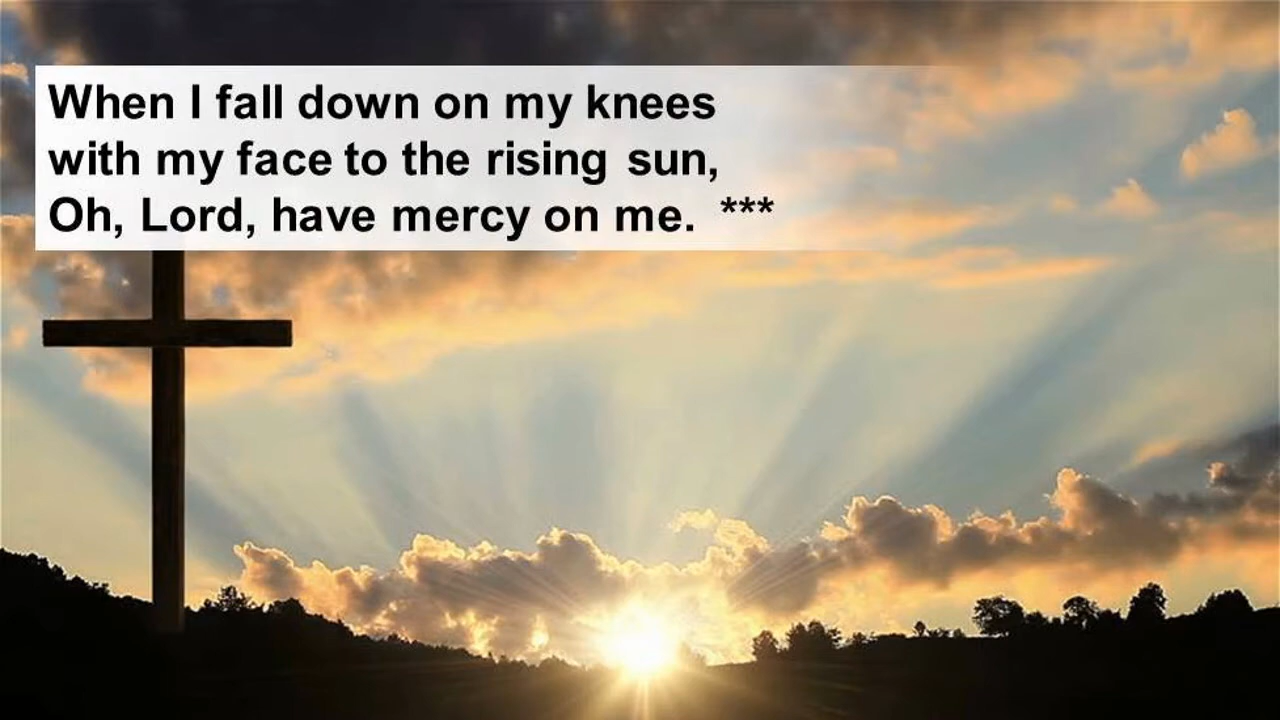 When I fall down on my knees
with my face to the rising sun,
Oh, Lord, have mercy on me. ***